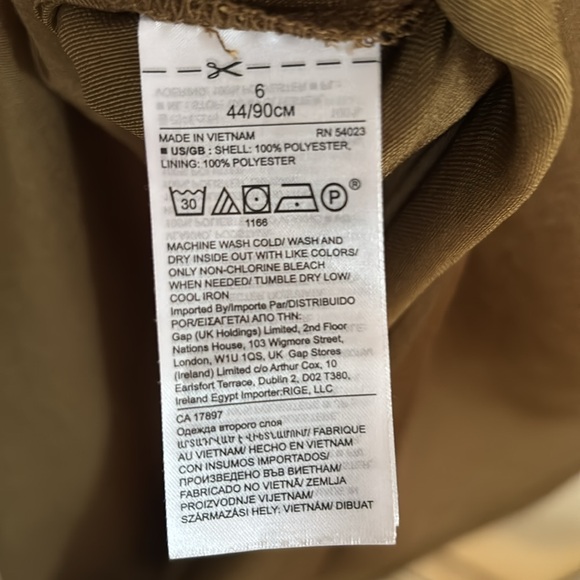 6
44/90CM
MADE IN VIETNAM RN 54023
■ US/GB : SHELL: 100% POLYESTER,
LINING: 100% POLYESTER
30 P ®
1166
MACHINE WASH COLD/ WASH AND
DRY INSIDE OUT WITH LIKE COLORS/
ONLY NON-CHLORINE BLEACH
WHEN NEEDED/ TUMBLE DRY LOW/
COOL IRON
Imported By/Importe Par/DISTRIBUIDO
POR/ΕΙΣΑΓΕΤΑΙ ΑΠΟ ΤΗΝ:
Gap (UK Holdings) Limited, 2nd Floor
Nations House, 103 Wigmore Street,
London, W1U 1QS, UK Gap Stores
(Ireland) Limited c/o Arthur Cox, 10
Earlsfort Terrace, Dublin 2, D02 T380,
Ireland Egypt Importer:RIGE, LLC
CA 17897
Одежда второго слоя
ԱՐՏԱԴՐՎԱԾ Է ՎԻԵՏՆԱՄՈՒՄ/ FABRIQUE
AU VIETNAM/ HECHO EN VIETNAM
CON INSUMOS IMPORTADOS/
ПРОИЗВЕДЕНО ВЪВ ВИЕТНАМ/
FABRICADO NO VIETNÃ/ ZEMLJA
PROIZVODNJE VIJETNAM/
SZÁRMAZÁSI HELY: VIETNÁM/ DIBUAT